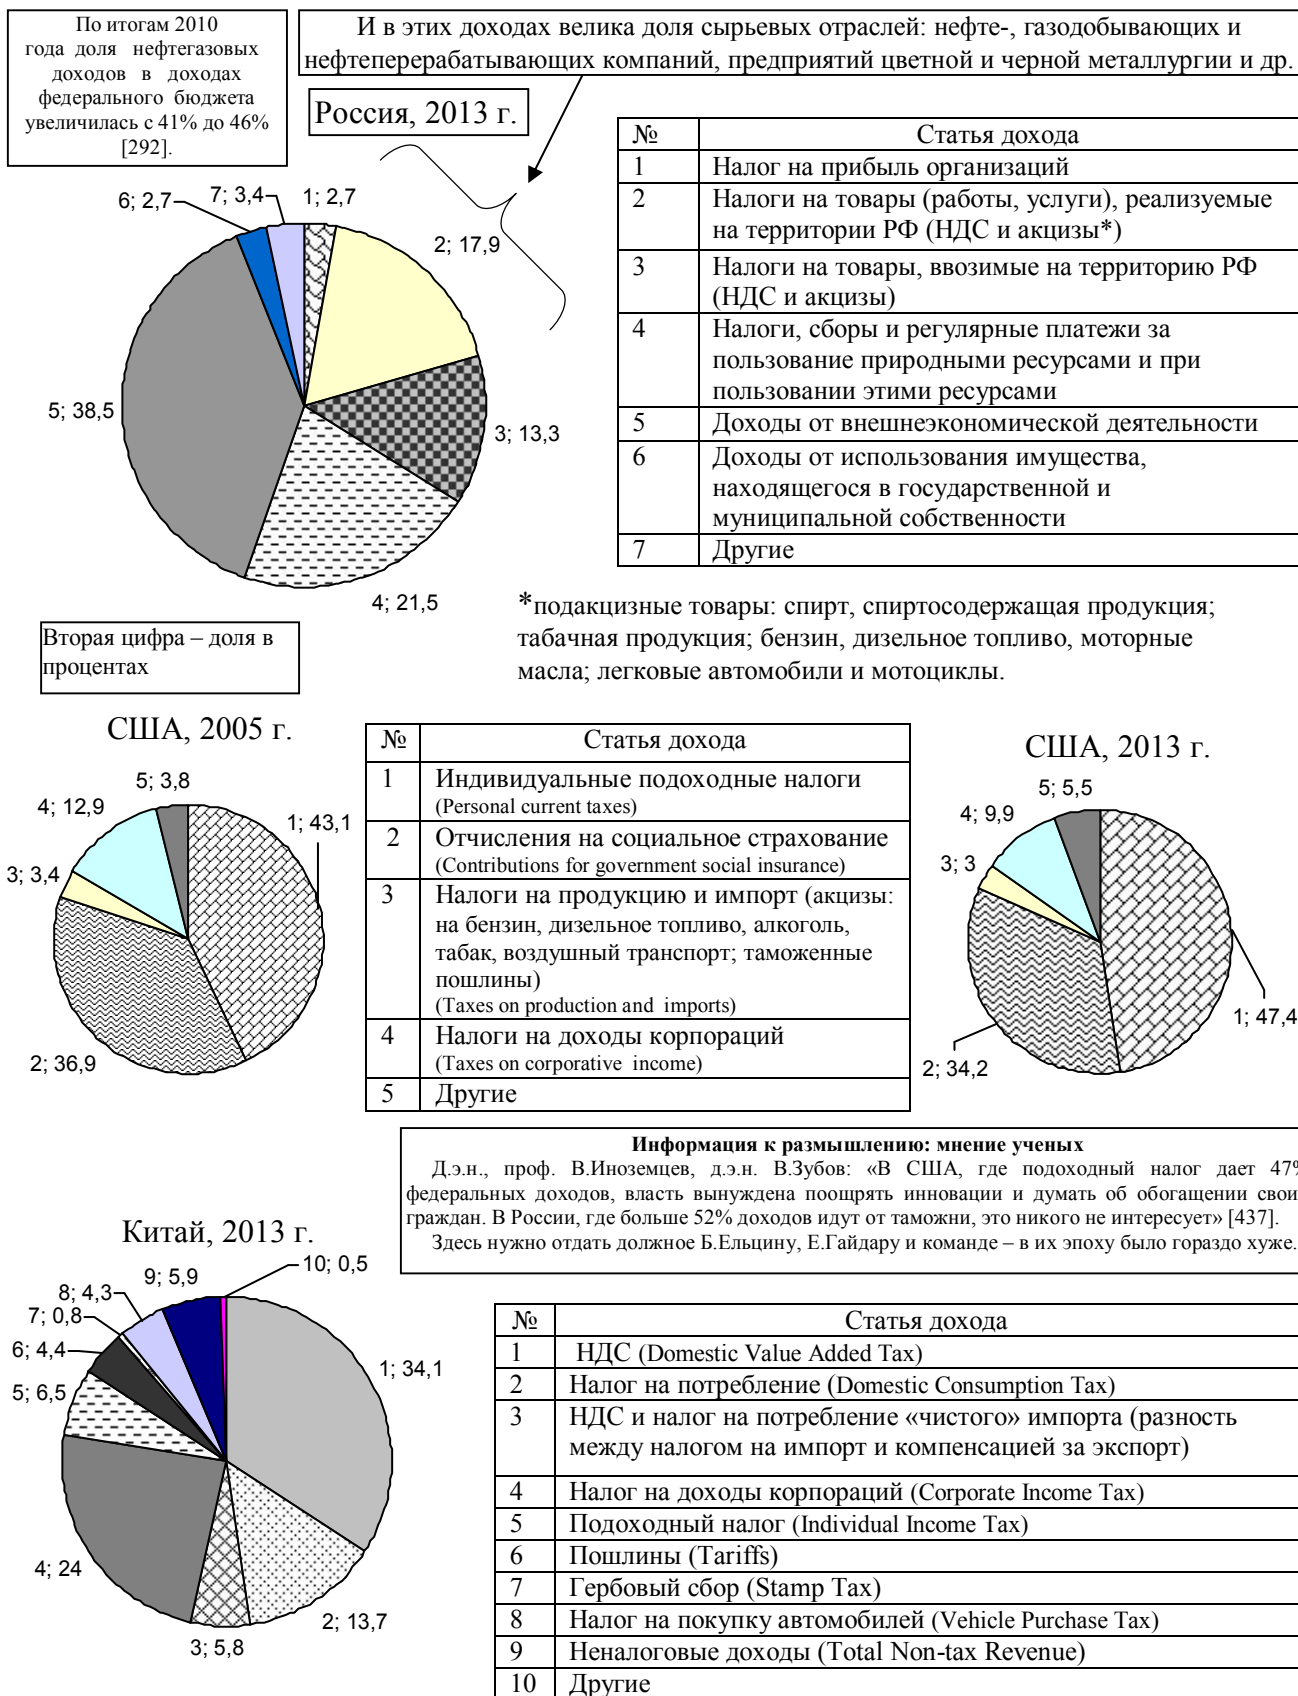 По итогам 2010
года доля нефтегазовых
доходов в доходах
федерального бюджета
увеличилась с 41% до 46%
[292].
И в этих доходах велика доля сырьевых отраслей: нефте-, газодобывающих и
нефтеперерабатывающих компаний, предприятий цветной и черной металлургии и др.
Россия, 2013 г.
6; 2,7
7; 3,4
1; 2,7
2; 17,9
5; 38,5
3; 13,3
4; 21,5
№ Статья дохода
1 Налог на прибыль организаций
2 Налоги на товары (работы, услуги), реализуемые
на территории РФ (НДС и акцизы*)
3 Налоги на товары, ввозимые на территорию РФ
(НДС и акцизы)
4 Налоги, сборы и регулярные платежи за
пользование природными ресурсами и при
пользовании этими ресурсами
5 Доходы от внешнеэкономической деятельности
6 Доходы от использования имущества,
находящегося в государственной и
муниципальной собственности
7 Другие
*подакцизные товары: спирт, спиртосодержащая продукция;
табачная продукция; бензин, дизельное топливо, моторные
масла; легковые автомобили и мотоциклы.
Вторая цифра – доля в
процентах
США, 2005 г.
5; 3,8
4; 12,9
1; 43,1
3; 3,4
2; 36,9
№ Статья дохода
1 Индивидуальные подоходные налоги
(Personal current taxes)
2 Отчисления на социальное страхование
(Contributions for government social insurance)
3 Налоги на продукцию и импорт (акцизы:
на бензин, дизельное топливо, алкоголь,
табак, воздушный транспорт; таможенные
пошлины)
(Taxes on production and imports)
4 Налоги на доходы корпораций
(Taxes on corporative income)
5 Другие
США, 2013 г.
5; 5,5
4; 9,9
3; 3
1; 47,4
2; 34,2
Информация к размышлению: мнение ученых
Д.э.н., проф. В.Иноземцев, д.э.н. В.Зубов: «В США, где подоходный налог дает 47%
федеральных доходов, власть вынуждена поощрять инновации и думать об обогащении свои
граждан. В России, где больше 52% доходов идут от таможни, это никого не интересует» [437].
Здесь нужно отдать должное Б.Ельцину, Е.Гайдару и команде – в их эпоху было гораздо хуже.
Китай, 2013 г.
10; 0,5
9; 5,9
8; 4,3
7; 0,8
6; 4,4
1; 34,1
5; 6,5
4; 24
2; 13,7
3; 5,8
№ Статья дохода
1 НДС (Domestic Value Added Tax)
2 Налог на потребление (Domestic Consumption Tax)
3 НДС и налог на потребление «чистого» импорта (разность
между налогом на импорт и компенсацией за экспорт)
4 Налог на доходы корпораций (Corporate Income Tax)
5 Подоходный налог (Individual Income Tax)
6 Пошлины (Tariffs)
7 Гербовый сбор (Stamp Tax)
8 Налог на покупку автомобилей (Vehicle Purchase Tax)
9 Неналоговые доходы (Total Non-tax Revenue)
10 Другие